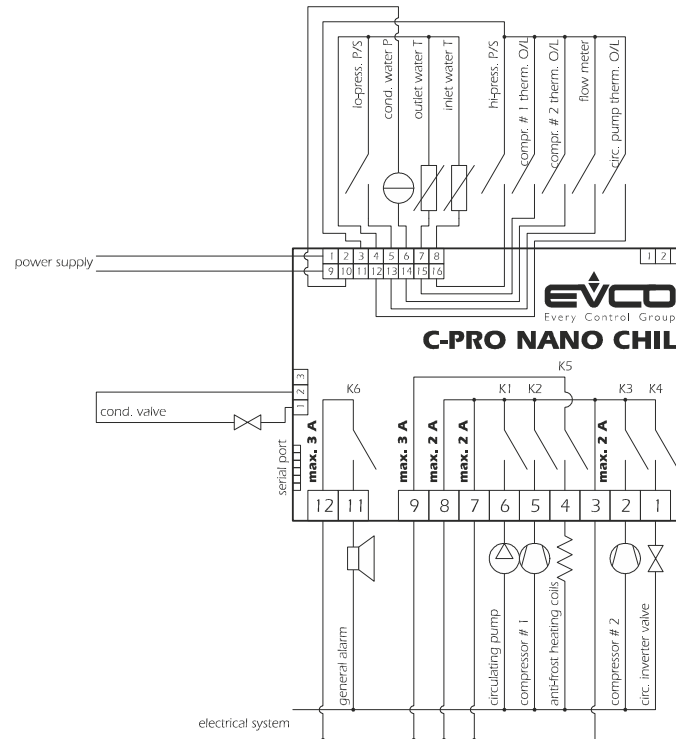 lo-press. P/S
cond. water P
outlet water T
inlet water T
hi-press. P/S
compr. # 1 therm. O/L
compr. # 2 therm. O/L
flow meter
circ. pump therm. O/L
power supply
1 2 3 4 5 6 7 8
9 10 11 12 13 14 15 16
1 2
EVCO
Every Control Group
C-PRO NANO CHIL
K5
3
2
1
K6
K1 K2
K3 K4
cond. valve
serial port
max. 3 A
max. 3 A
max. 2 A
max. 2 A
max. 2 A
12 11
9 8 7 6 5 4 3 2 1
general alarm
circulating pump
compressor # 1
anti-frost heating coils
compressor # 2
circ. inverter valve
electrical system